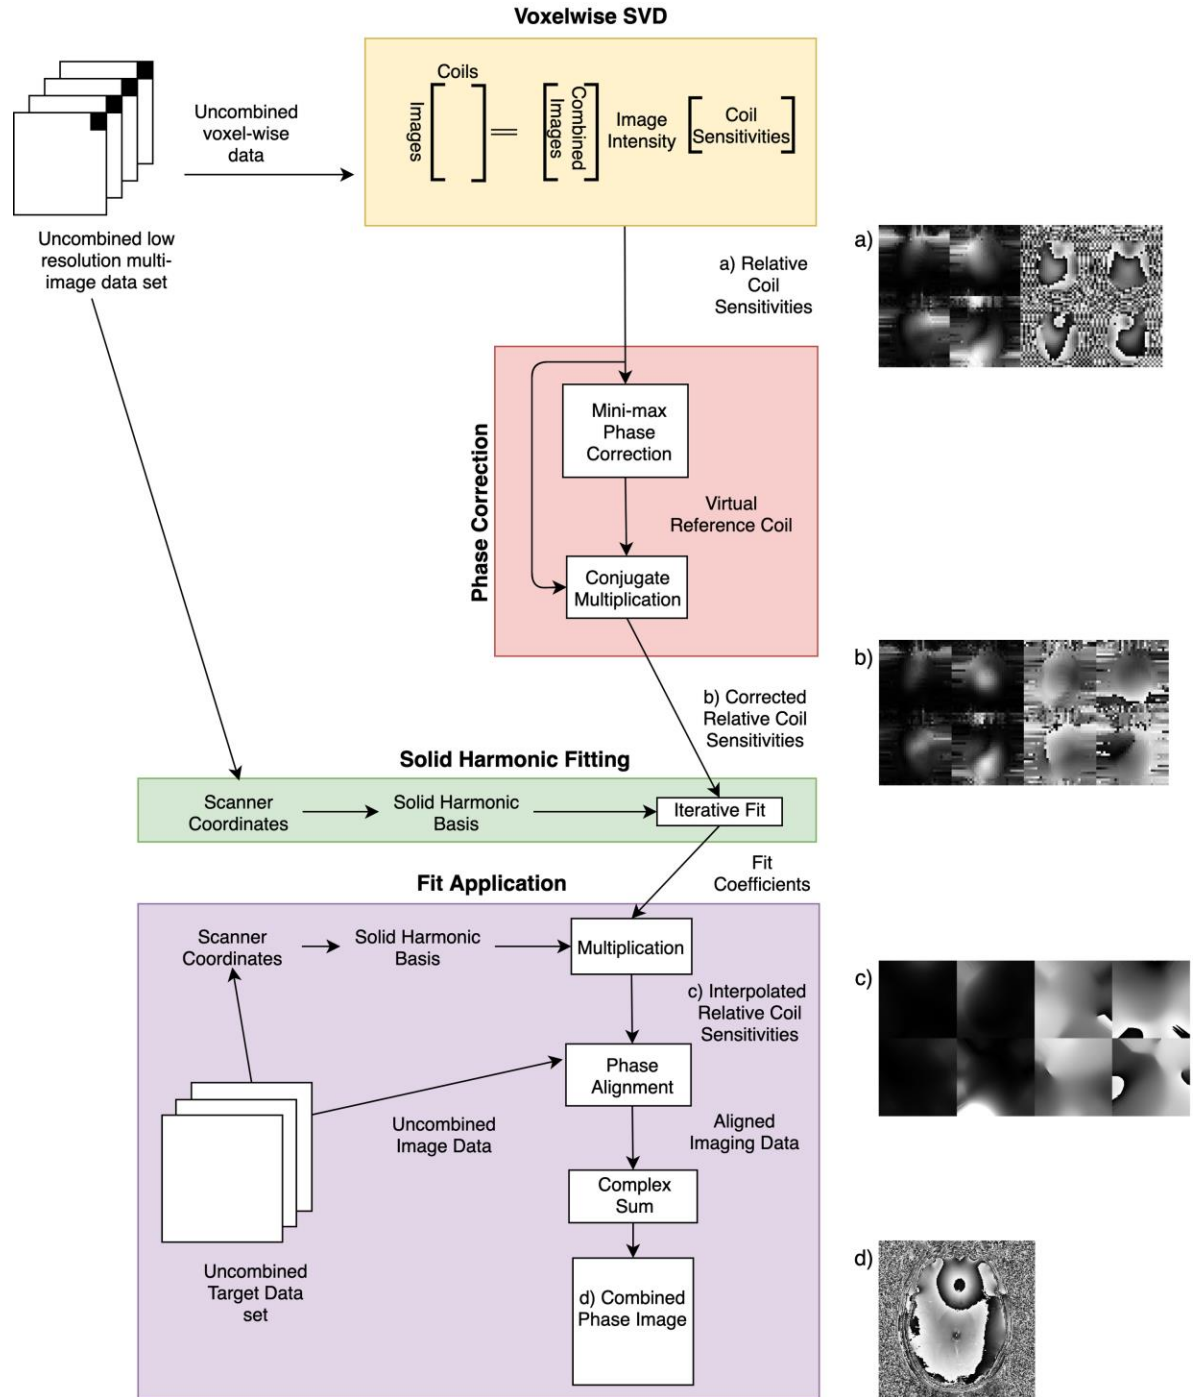 Voxelwise SVD
Coils
Images
=
Combined
Images
Image
Intensity
Coil
Sensitivities
Uncombined
voxel-wise
data
Uncombined low
resolution multi-
image data set
a) Relative
Coil
Sensitivities
a)
Phase Correction
Mini-max
Phase
Correction
Virtual
Reference Coil
Conjugate
Multiplication
b) Corrected
Relative Coil
Sensitivities
b)
Solid Harmonic Fitting
Scanner
Coordinates
Solid Harmonic
Basis
Iterative Fit
Fit
Coefficients
Fit Application
Scanner
Coordinates
Solid Harmonic
Basis
Multiplication
c) Interpolated
Relative Coil
Sensitivities
c)
Phase
Alignment
Uncombined
Image Data
Aligned
Imaging Data
Complex
Sum
Uncombined
Target Data
set
d) Combined
Phase Image
d)